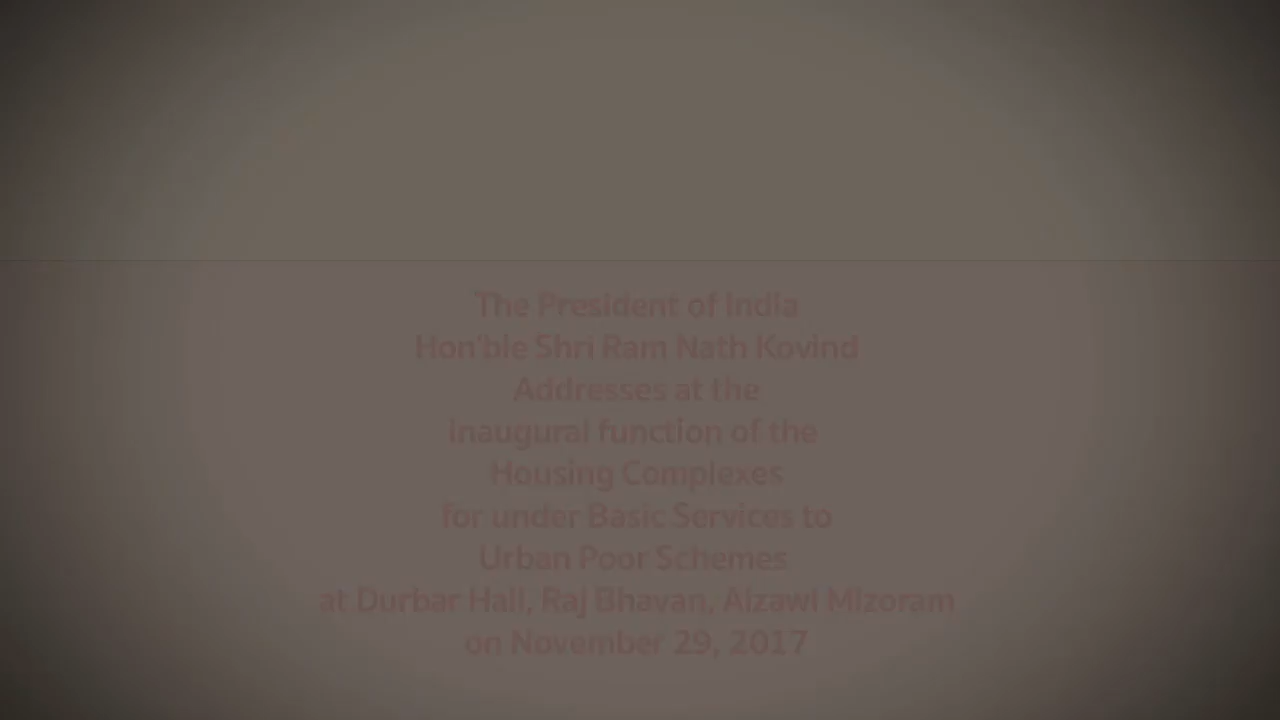 The President of India
Hon'ble Shri Ram Nath Kovind
Addresses at the
inaugural function of the
Housing Complexes
for under Basic Services to
Urban Poor Schemes
at Durbar Hall, Raj Bhavan, Aizawl Mizoram
on November 29, 2017